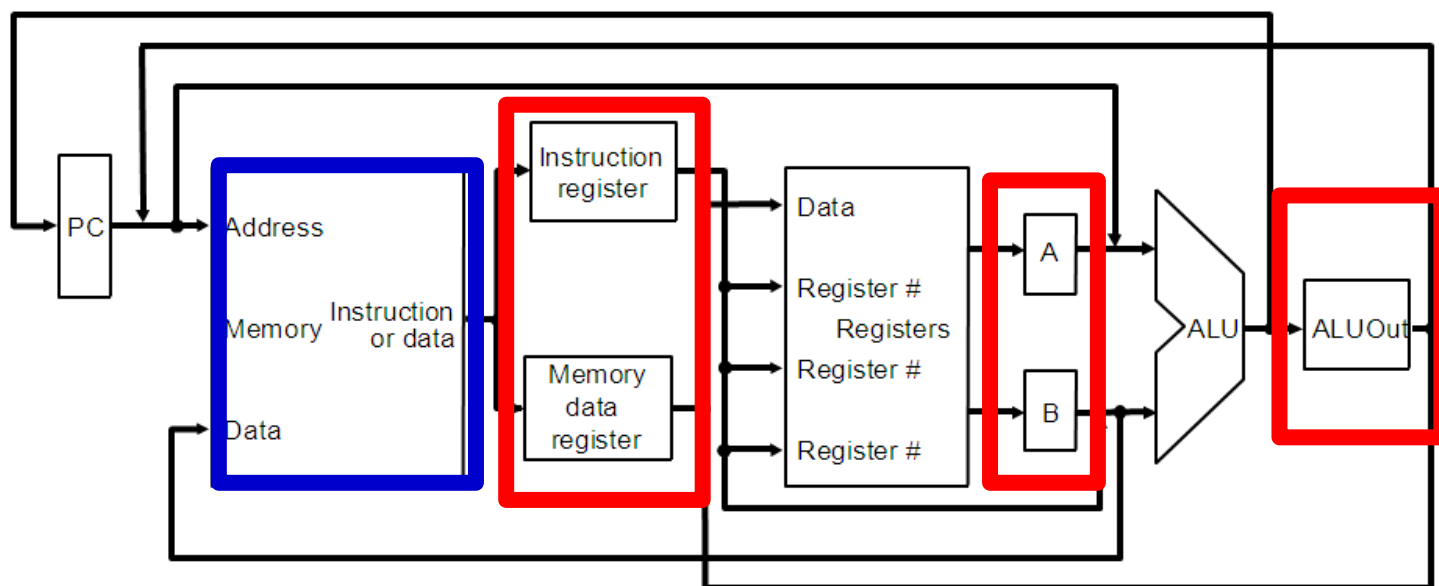 PC
Address
Memory
Data
Instruction
or data
Instruction
register
Memory
data
register
Data
Register #
Registers
Register #
Register #
A
B
ALU
ALUOut